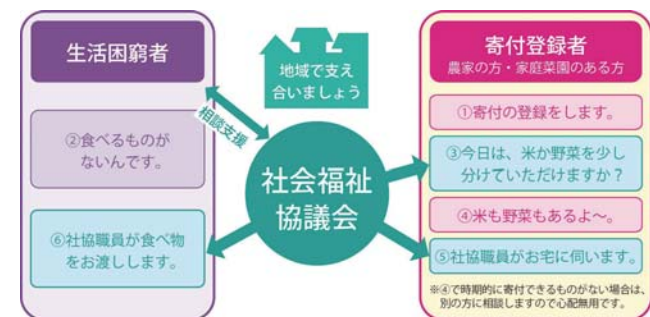 生活困窮者
②食べるものが
ないんです。
⑥社協職員が食べ物
をお渡しします。
地域で支え
合いましょう
相談支援
社会福祉
協議会
寄付登録者
農家の方・家庭菜園のある方
①寄付の登録をします。
③今日は、米か野菜を少し
分けていただけますか？
④米も野菜もあるよ〜。
⑤社協職員がお宅に伺います。
※④で時期的に寄付できるものがない場合は、
別の方に相談しますので心配無用です。